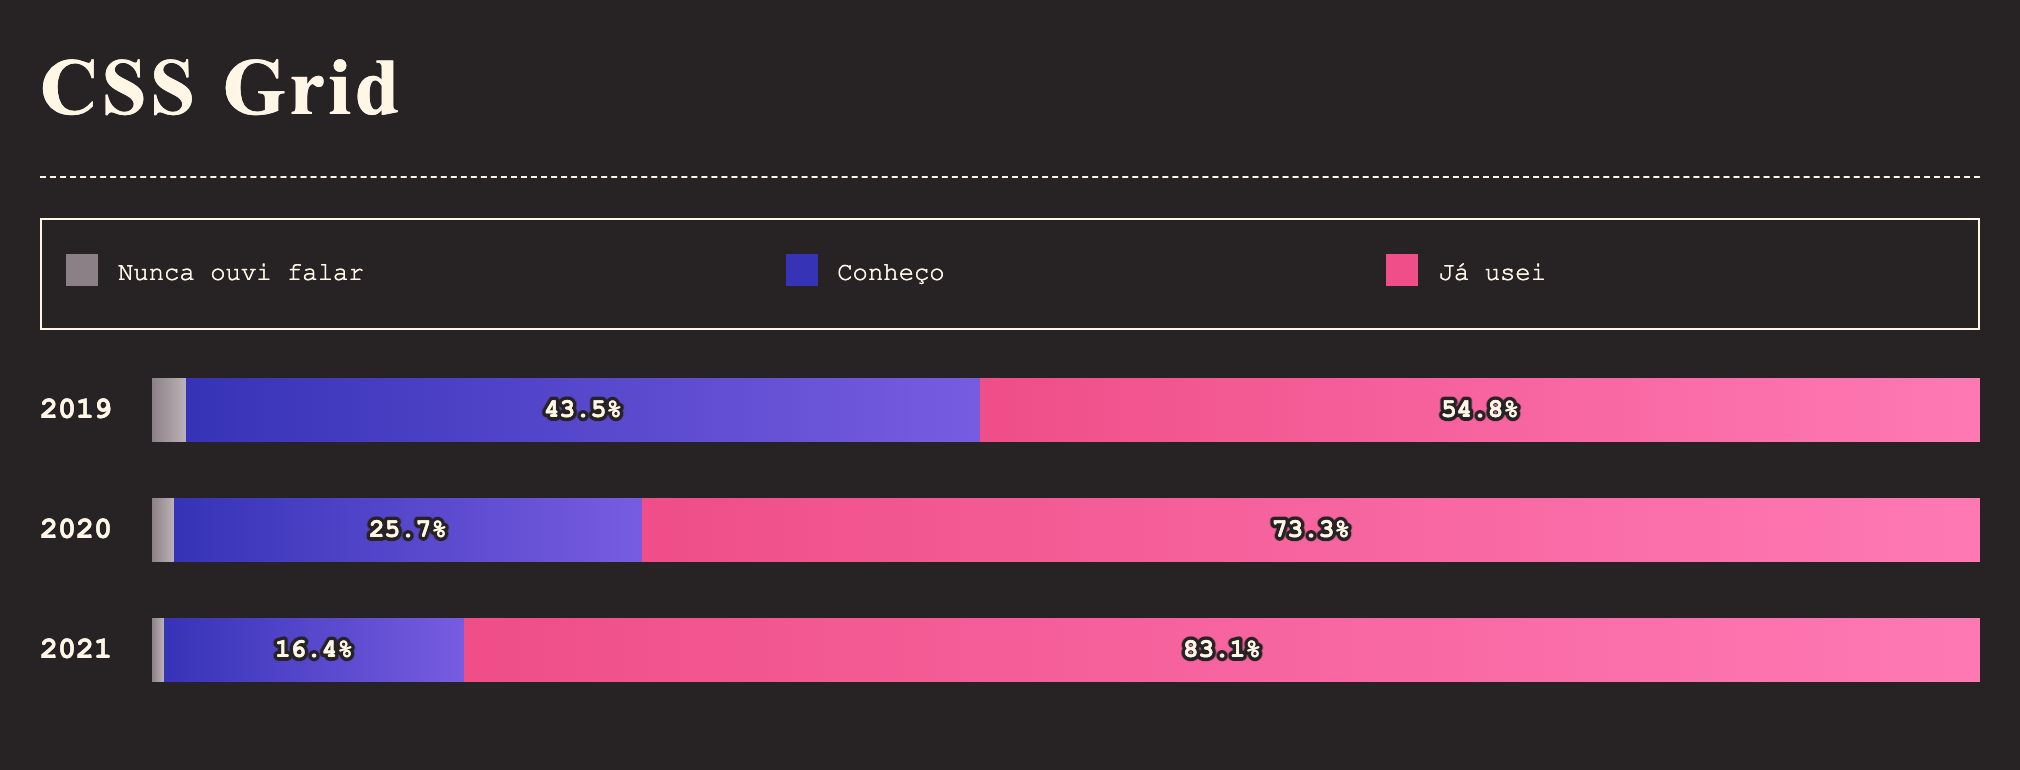 CSS Grid
Nunca ouvi falar Conheço Já usei
2019 43.5% 54.8%
2020 25.7% 73.3%
2021 16.4% 83.1%